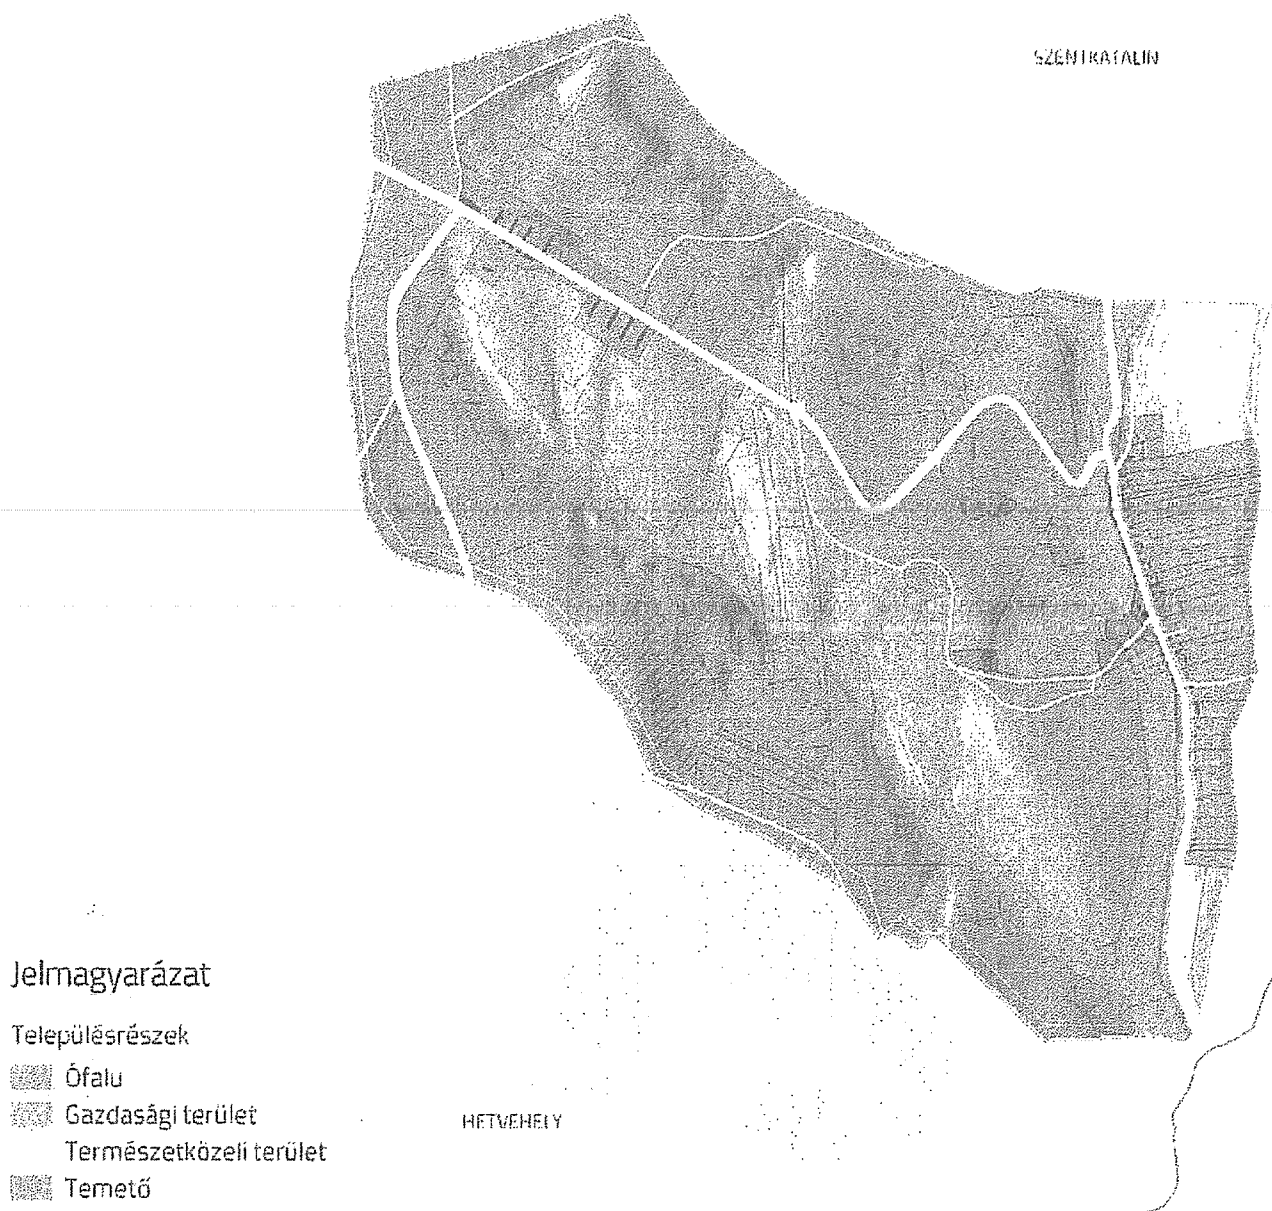 SZENTKATALIN
Jelmagyarázat
Településrészek
Ófalu
Gazdasági terület
Természetközeli terület
Temető
HETVEHELY